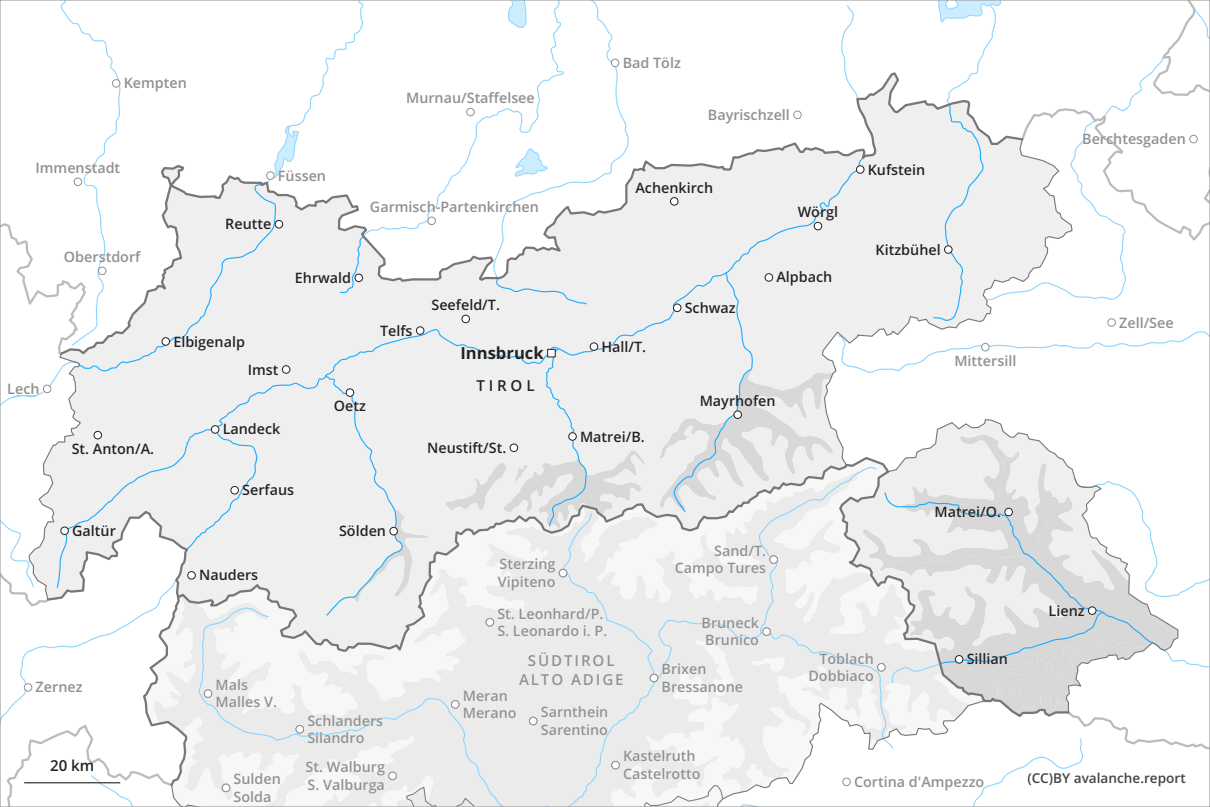 Kempten
Bad Tölz
Murnau/Staffelsee
Bayrischzell
Berchtesgaden
Immenstadt
Füssen
Kufstein
Achenkirch
Garmisch-Partenkirchen
Wörgl
Reutte
Kitzbühel
Oberstdorf
Ehrwald
Alpbach
Seefeld/T.
Schwaz
Zell/See
Telfs
Elbigenalp
Innsbruck
Hall/T.
Mittersill
Imst
TIROL
Lech
Oetz
Mayrhofen
Landeck
Matrei/B.
St. Anton/A.
Neustift/St.
Serfaus
Matrei/O.
Galtür
Sölden
Sand/T.
Campo Tures
Sterzing
Vipiteno
Nauders
St. Leonhard/P.
S. Leonardo i. P.
Lienz
Bruneck
Brunico
SÜDTIROL
ALTO ADIGE
Toblach
Dobbiaco
Sillian
Brixen
Bressanone
Zernez
Mals
Malles V.
Meran
Merano
Sarnthein
Sarentino
Schlanders
Silandro
Kastelruth
Castelrotto
St. Walburg
S. Valburga
20 km
Sulden
Solda
Cortina d'Ampezzo
(CC)BY avalanche.report